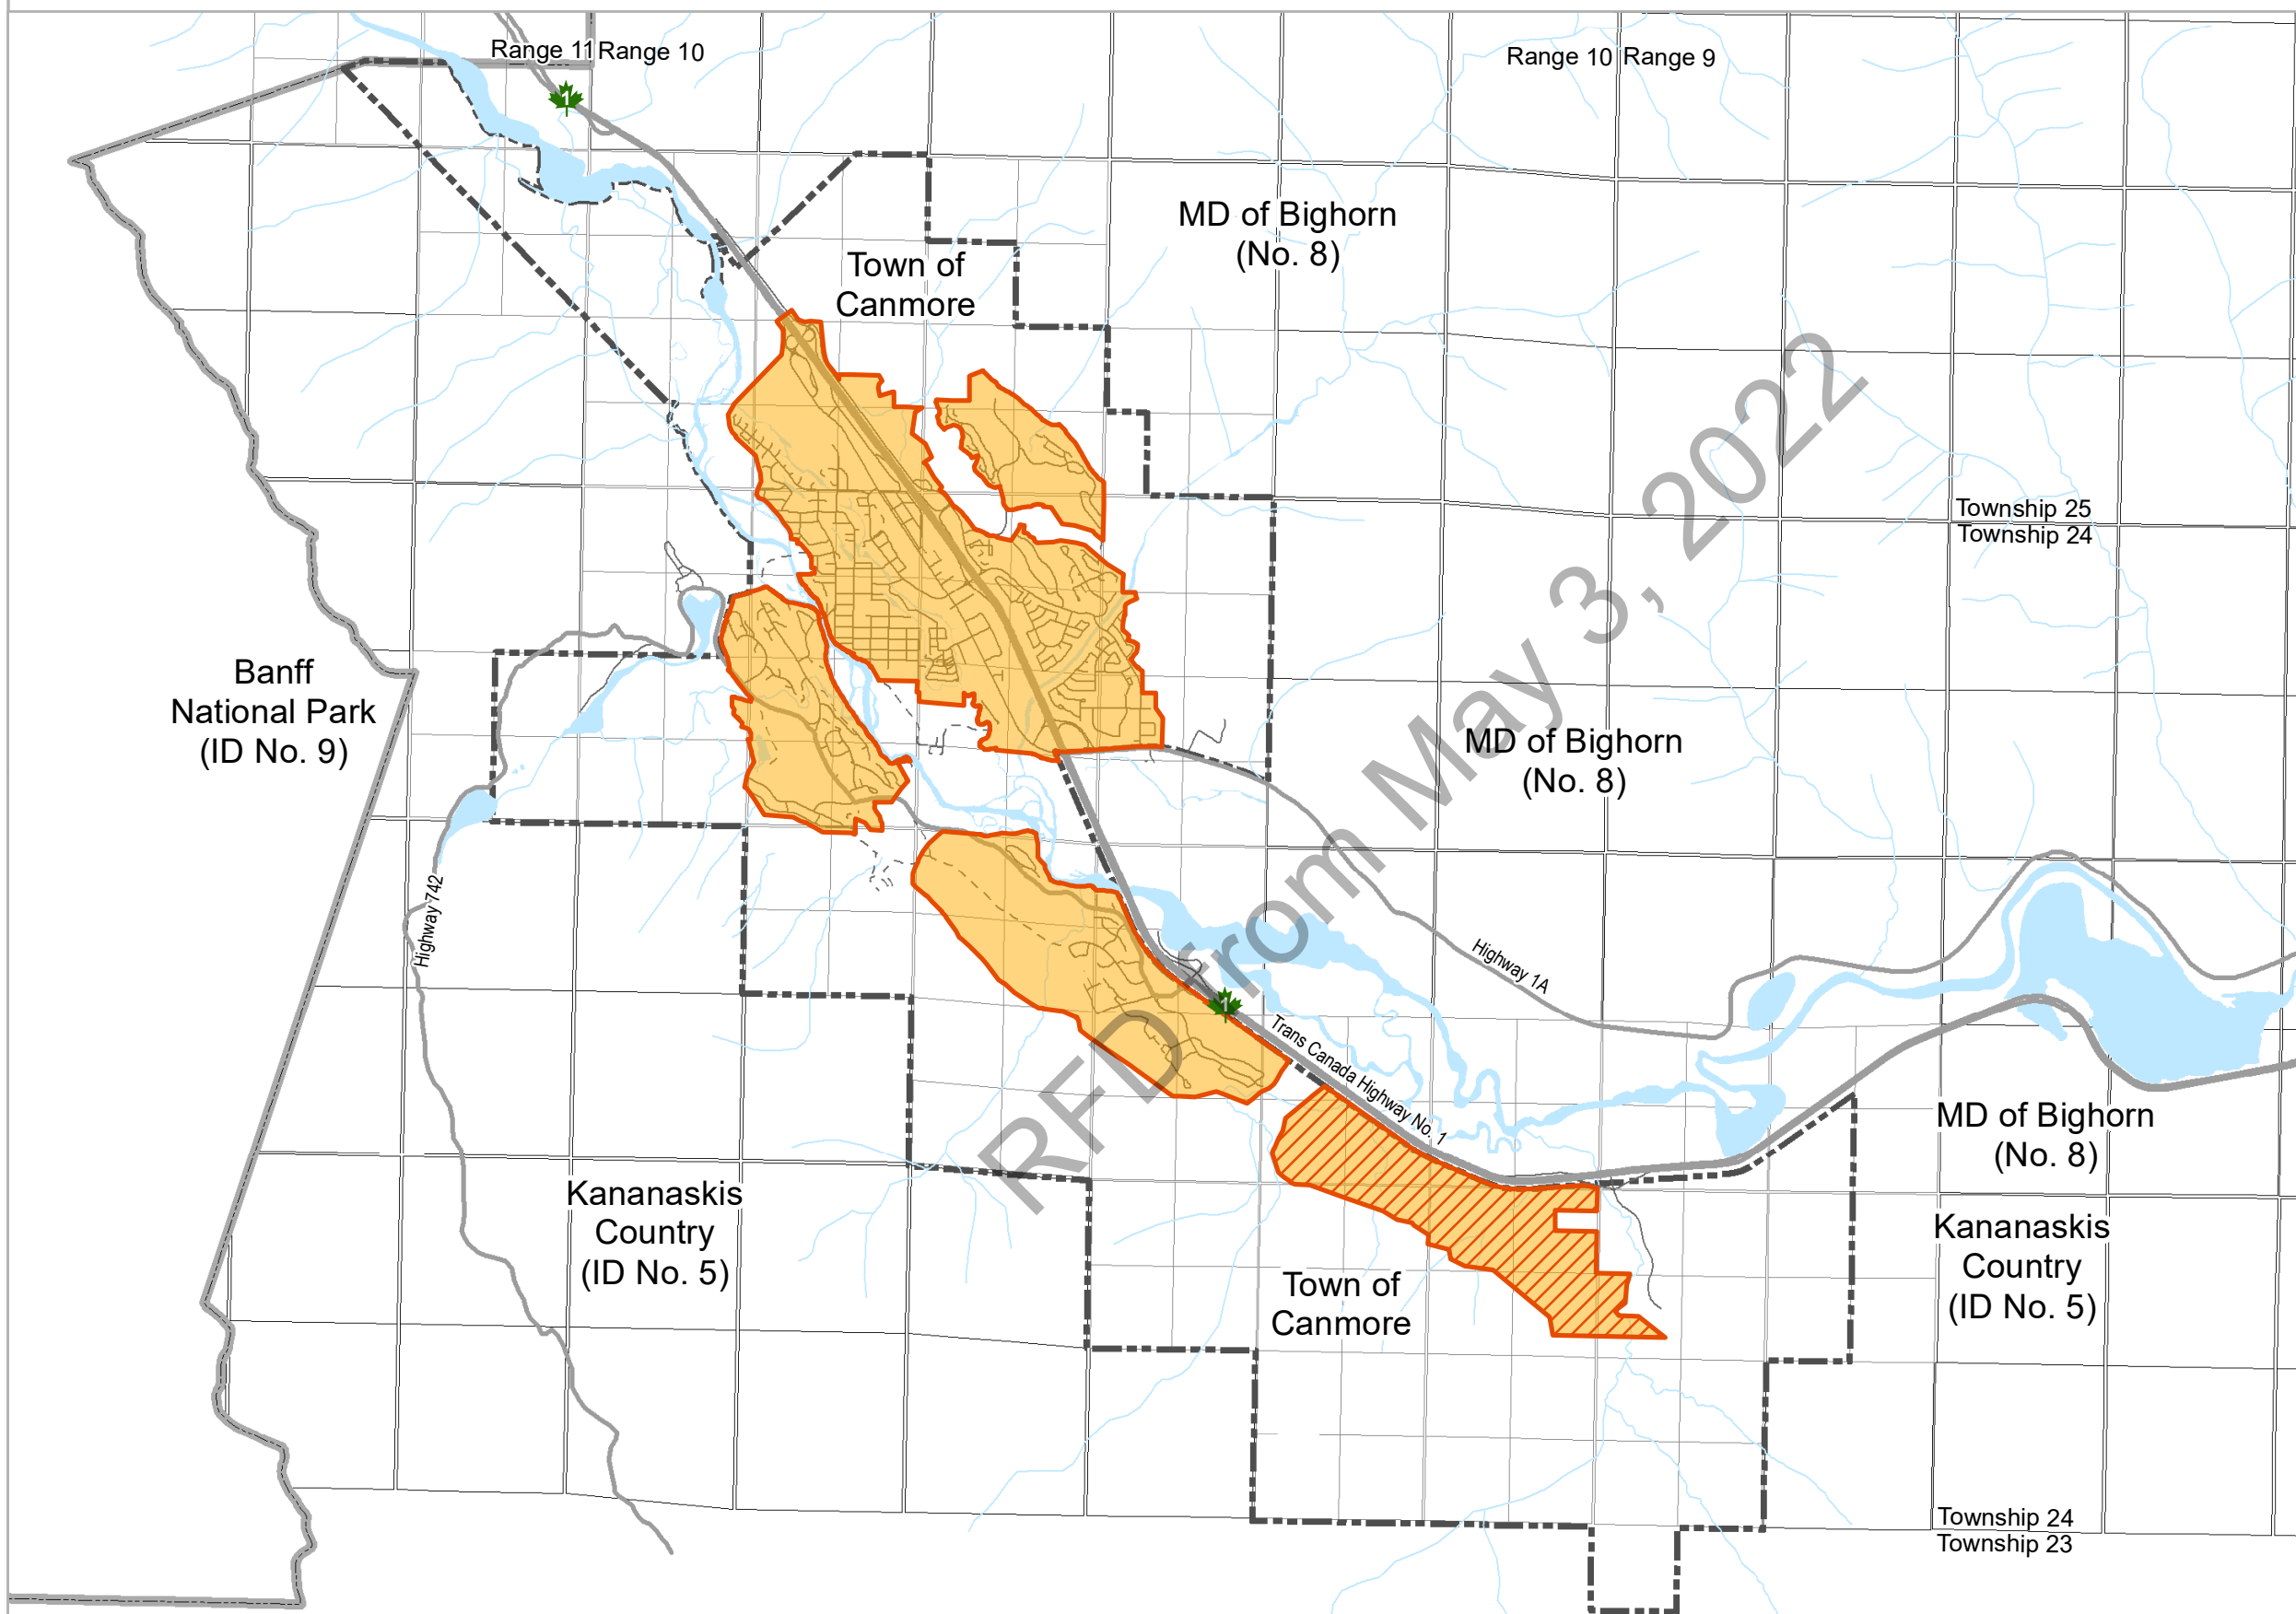 Range 11 Range 10
Range 10 Range 9
1
MD of Bighorn
(No. 8)
Town of
Canmore
Township 25
Township 24
Banff
National Park
(ID No. 9)
MD of Bighorn
(No. 8)
Highway 742
Highway 1A
1
Trans Canada Highway No. 1
MD of Bighorn
(No. 8)
Kananaskis
Country
(ID No. 5)
Kananaskis
Country
(ID No. 5)
Town of
Canmore
Township 24
Township 23
RFD from May 3, 2022